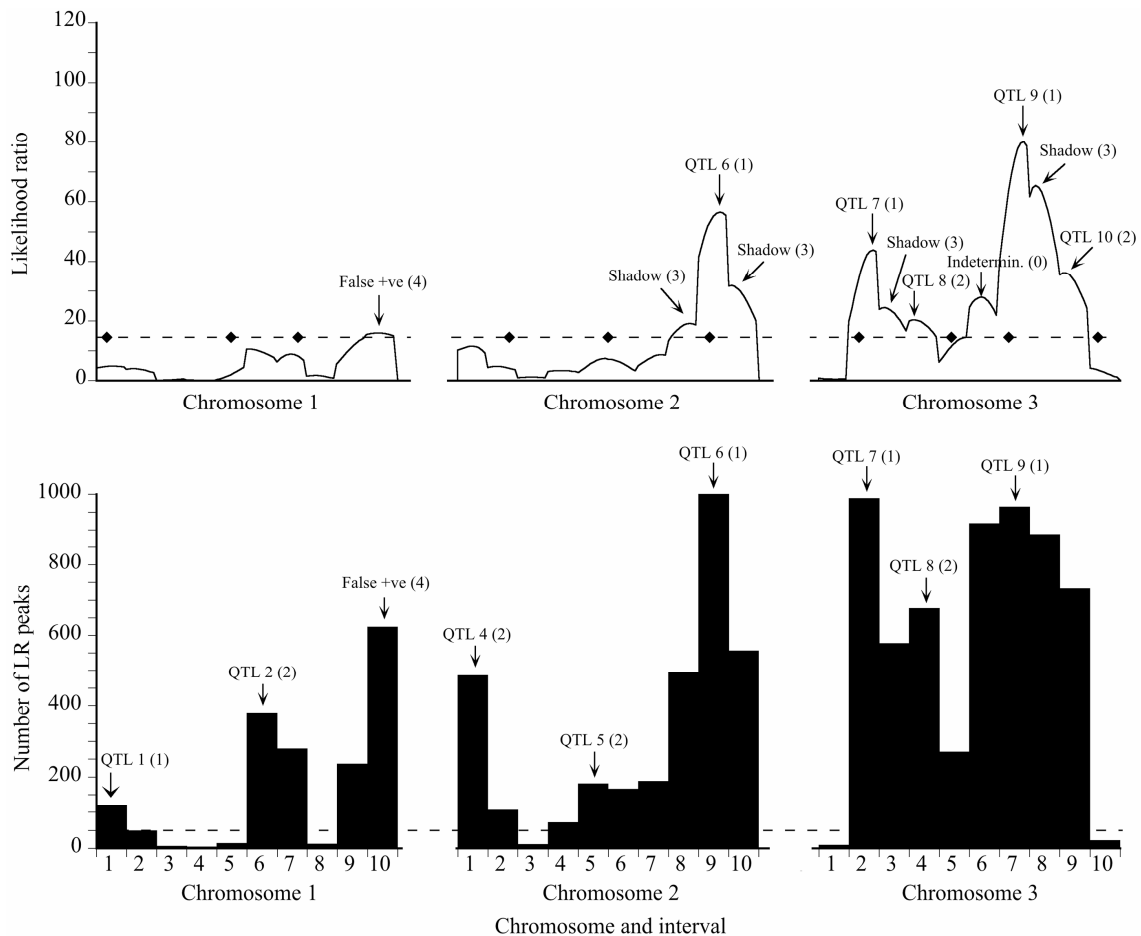 120
100
80
60
40
20
0
Likelihood ratio
False +ve (4)
Shadow (3)
QTL 6 (1)
Shadow (3)
QTL 7 (1)
Shadow (3)
QTL 8 (2)
Indetermin. (0)
QTL 9 (1)
Shadow (3)
QTL 10 (2)
Chromosome 1
Chromosome 2
Chromosome 3
1000
800
600
400
200
0
Number of LR peaks
QTL 1 (1)
QTL 2 (2)
False +ve (4)
QTL 4 (2)
QTL 5 (2)
QTL 6 (1)
QTL 7 (1)
QTL 8 (2)
QTL 9 (1)
1 2 3 4 5 6 7 8 9 10
1 2 3 4 5 6 7 8 9 10
1 2 3 4 5 6 7 8 9 10
Chromosome 1
Chromosome 2
Chromosome 3
Chromosome and interval